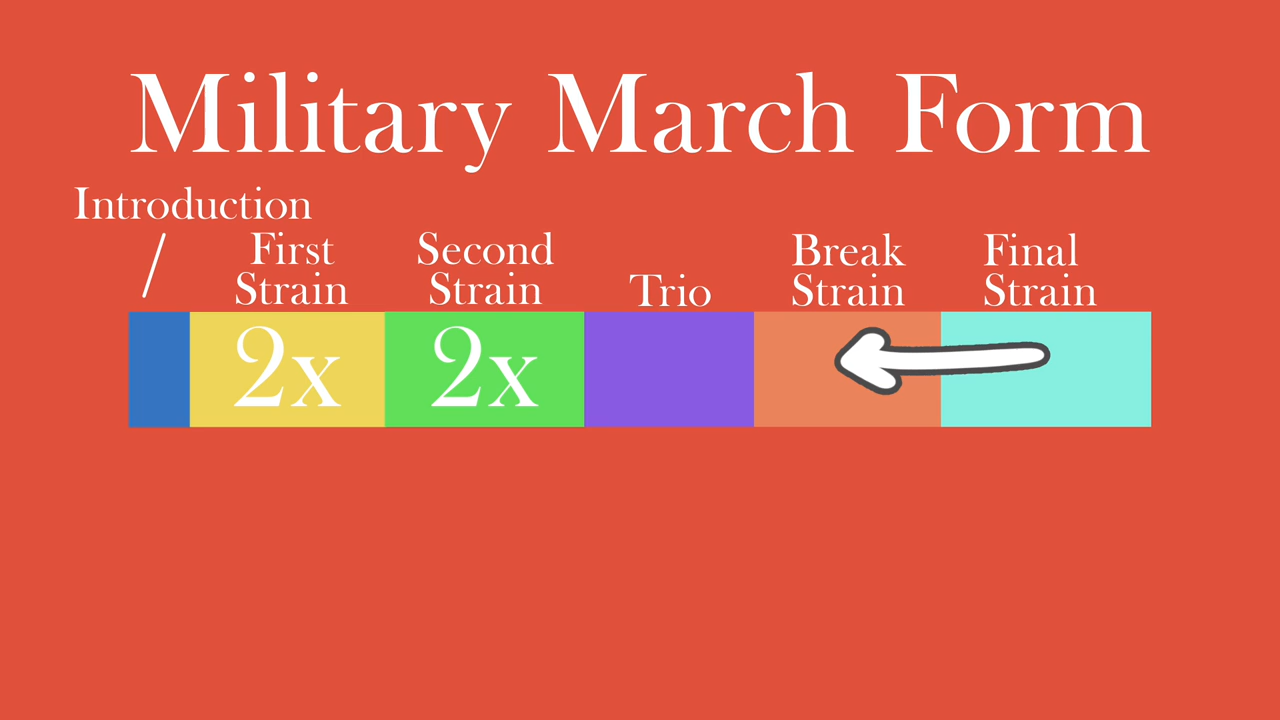 Military March Form
Introduction
First
Strain
Second
Strain
Trio
Break
Strain
Final
Strain
2x
2x